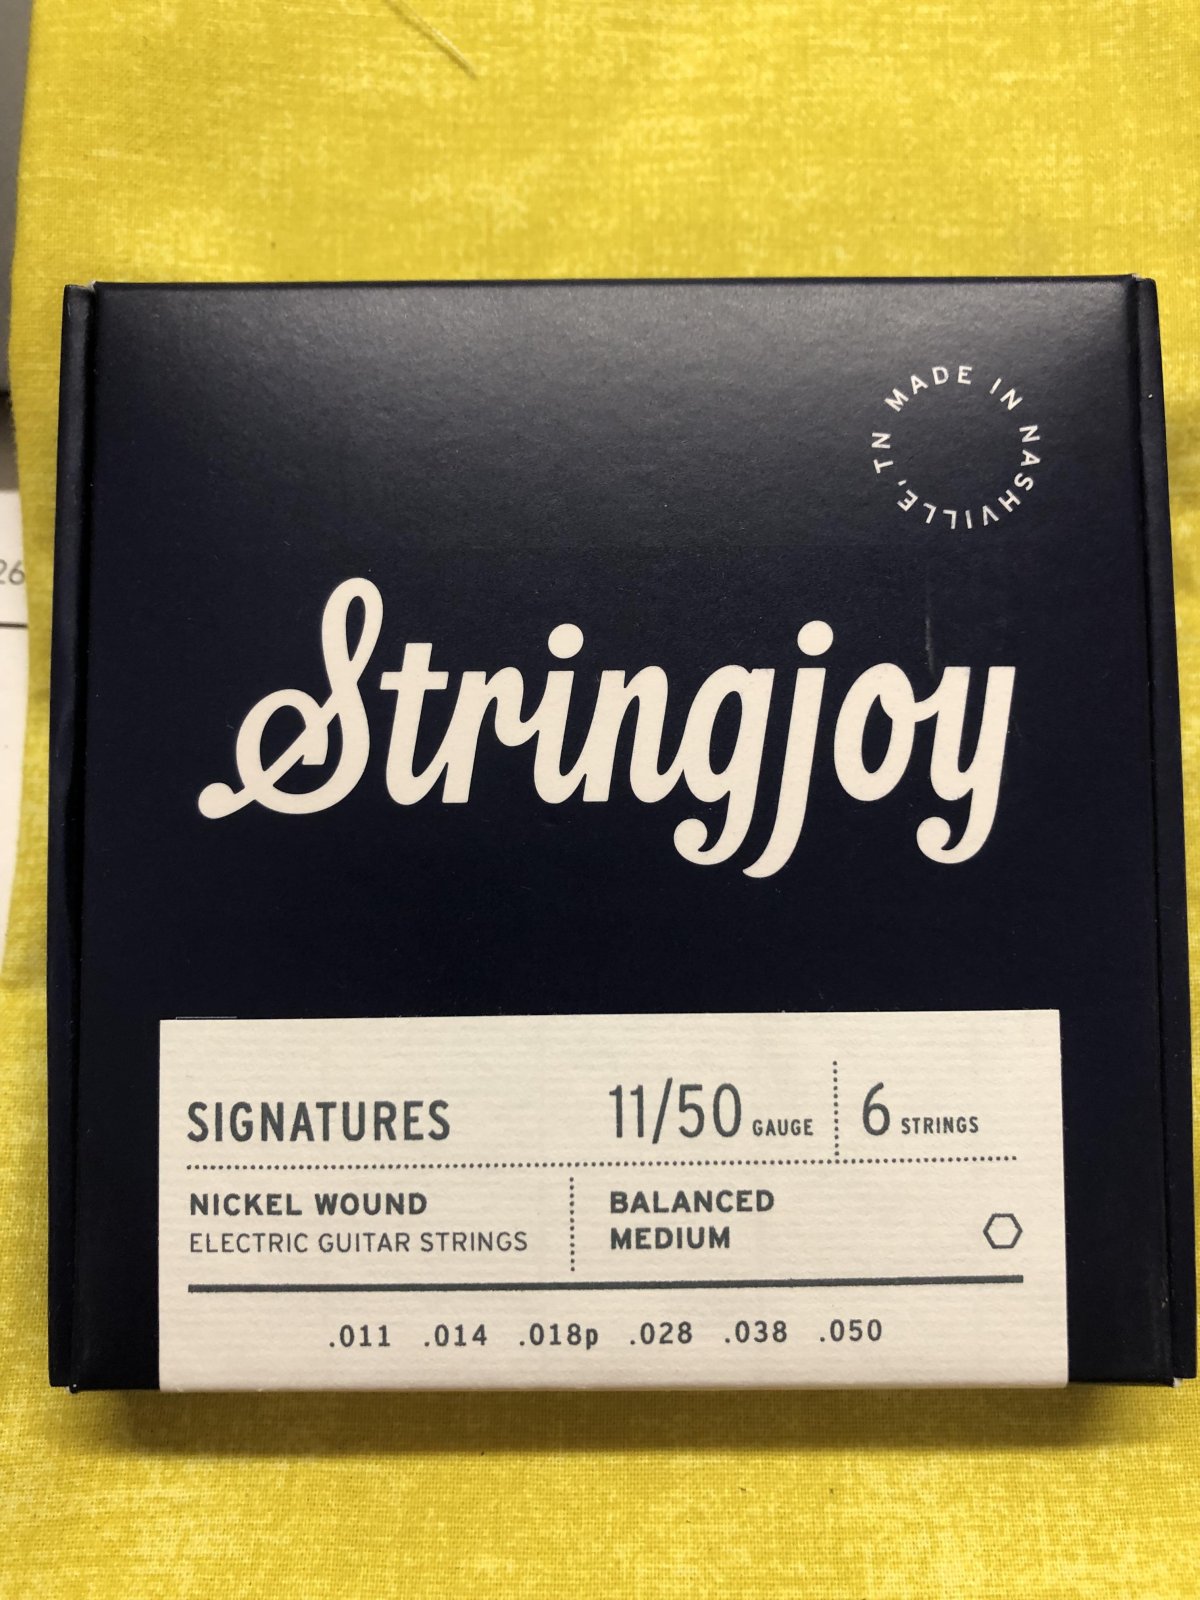 MADE IN NASHVILLE, TN
Stringjoy
26
SIGNATURES
11/50 GAUGE
6 STRINGS
NICKEL WOUND
ELECTRIC GUITAR STRINGS
BALANCED
MEDIUM
.011 .014 .018p .028 .038 .050